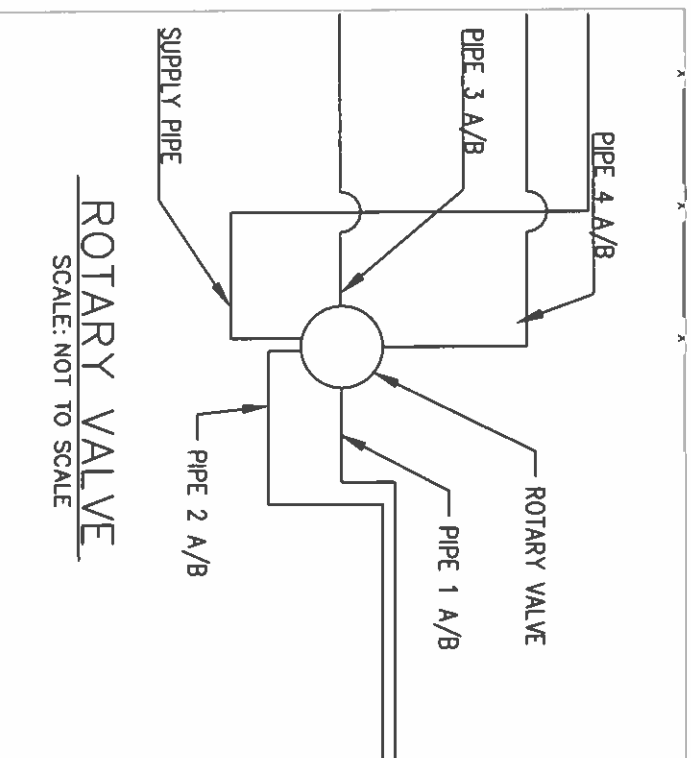 PIPE 4 A/B
PIPE 3 A/B
SUPPLY PIPE
ROTARY VALVE
PIPE 1 A/B
PIPE 2 A/B
ROTARY VALVE
SCALE: NOT TO SCALE